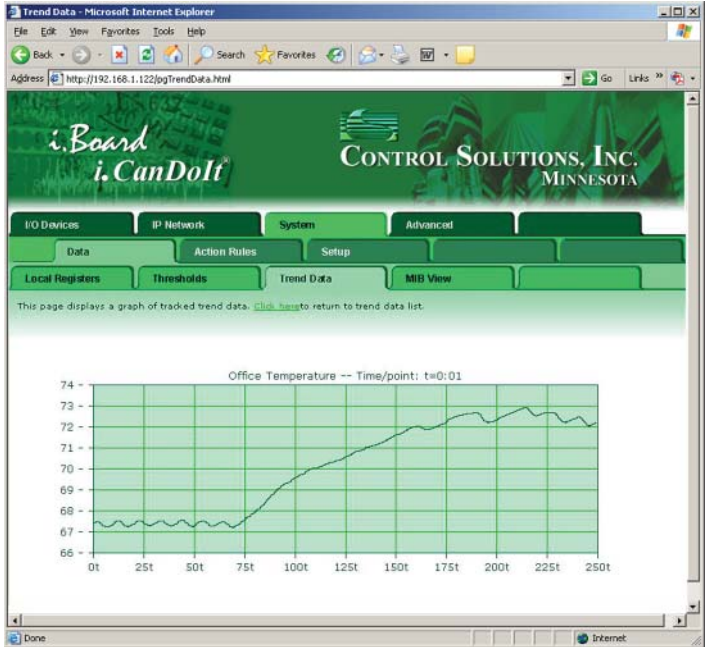 Trend Data - Microsoft Internet Explorer
File Edit View Favorites Tools Help
Back Search Favorites
Address http://192.168.1.122/pgTrendData.html Go Links »
i.Board
i.CanDoIt®
CONTROL SOLUTIONS, INC.
MINNESOTA
I/O Devices IP Network System Advanced
Data Action Rules Setup
Local Registers Thresholds Trend Data MIB View
This page displays a graph of tracked trend data. Click here to return to trend data list.
Office Temperature -- Time/point: t=0:01
74
73
72
71
70
69
68
67
66
0t 25t 50t 75t 100t 125t 150t 175t 200t 225t 250t
Done Internet